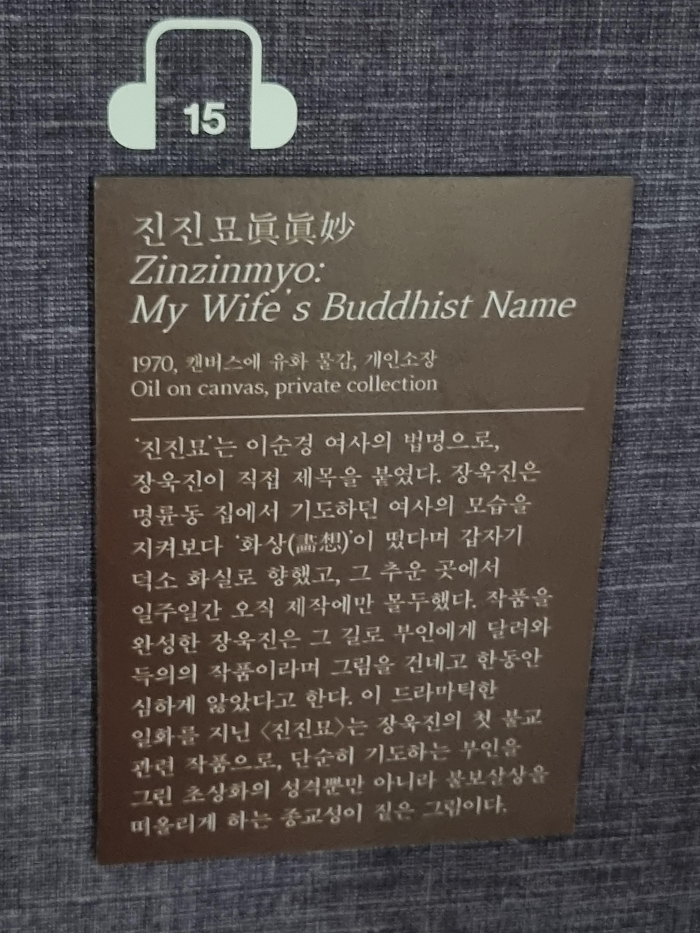 15
진진묘眞眞妙
Zinzinmyo:
My Wife's Buddhist Name
1970, 캔버스에 유화 물감, 개인소장
Oil on canvas, private collection
‘진진묘’는 이순경 여사의 법명으로,
장욱진이 직접 제목을 붙였다. 장욱진은
명륜동 집에서 기도하던 여사의 모습을
지켜보다 ‘화상(畵想)’이 떴다며 갑자기
덕소 화실로 향했고, 그 추운 곳에서
일주일간 오직 제작에만 몰두했다. 작품을
완성한 장욱진은 그 길로 부인에게 달려와
득의의 작품이라며 그림을 건네고 한동안
심하게 앓았다고 한다. 이 드라마틱한
일화를 지닌 〈진진묘〉는 장욱진의 첫 불교
관련 작품으로, 단순히 기도하는 부인을
그린 초상화의 성격뿐만 아니라 불보살상을
떠올리게 하는 종교성이 짙은 그림이다.